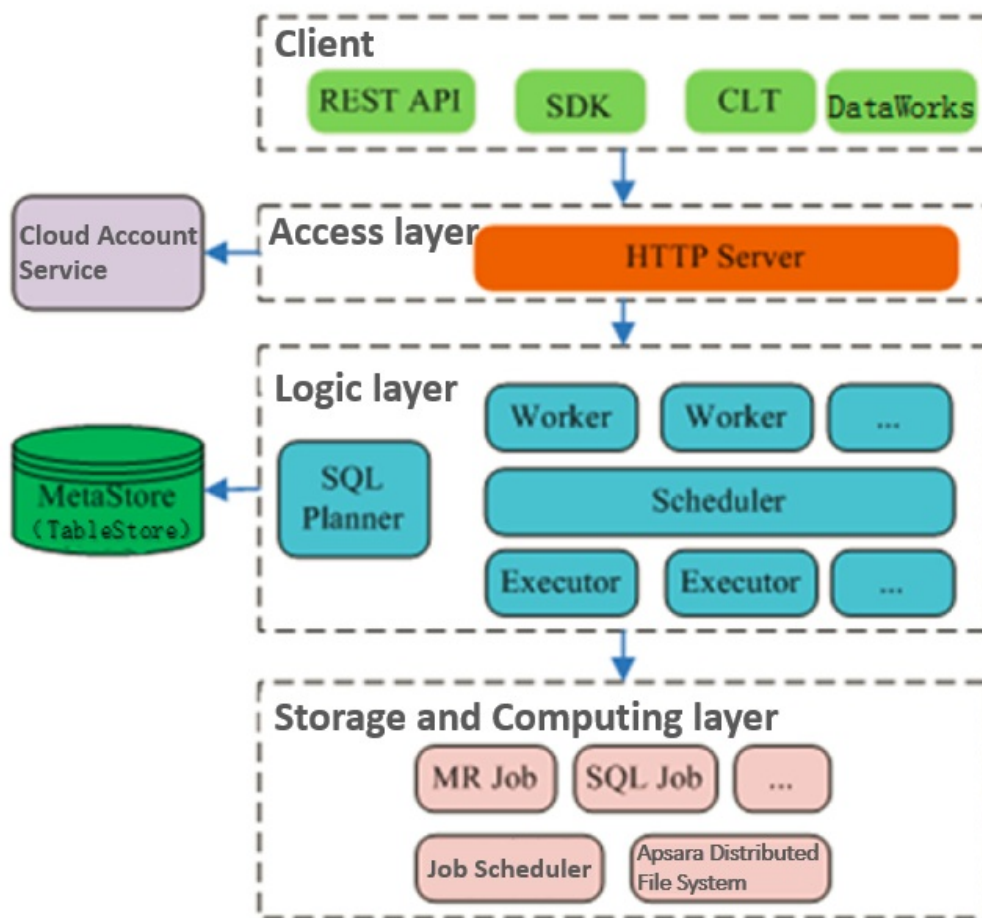 Client
REST API
SDK
CLT
DataWorks
Cloud Account
Service
Access layer
HTTP Server
Logic layer
Worker
Worker
...
MetaStore
(TableStore)
SQL
Planner
Scheduler
Executor
Executor
...
Storage and Computing layer
MR Job
SQL Job
...
Job Scheduler
Apsara Distributed
File System